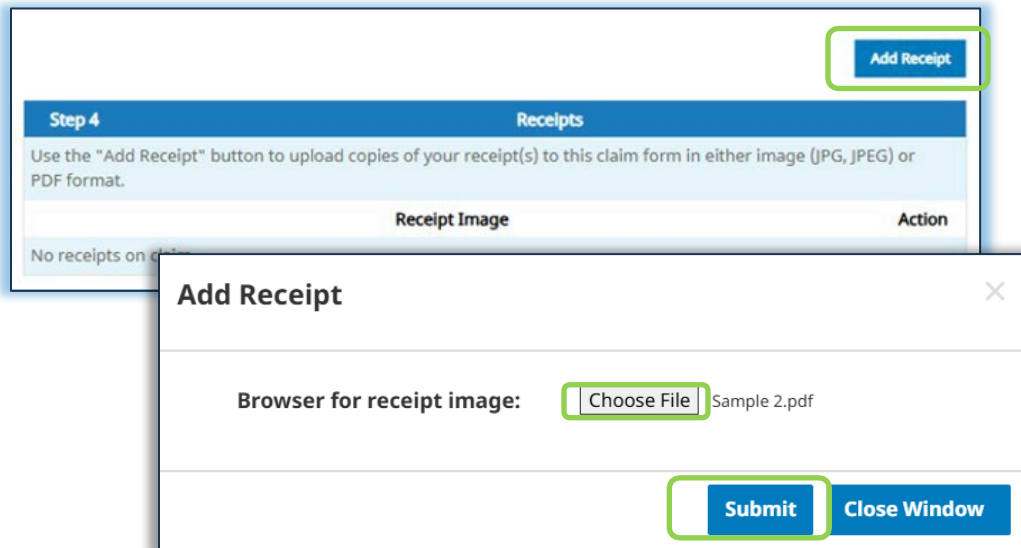 Add Receipt
Step 4 Receipts
Use the "Add Receipt" button to upload copies of your receipt(s) to this claim form in either image (JPG, JPEG) or
PDF format.
Receipt Image Action
No receipts on
Add Receipt
Browser for receipt image: Choose File Sample 2.pdf
Submit Close Window